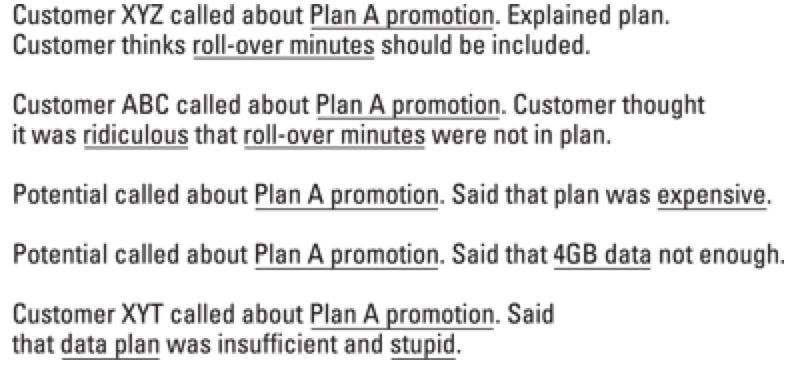 Customer XYZ called about Plan A promotion. Explained plan.
Customer thinks roll-over minutes should be included.
Customer ABC called about Plan A promotion. Customer thought
it was ridiculous that roll-over minutes were not in plan.
Potential called about Plan A promotion. Said that plan was expensive.
Potential called about Plan A promotion. Said that 4GB data not enough.
Customer XYT called about Plan A promotion. Said
that data plan was insufficient and stupid.